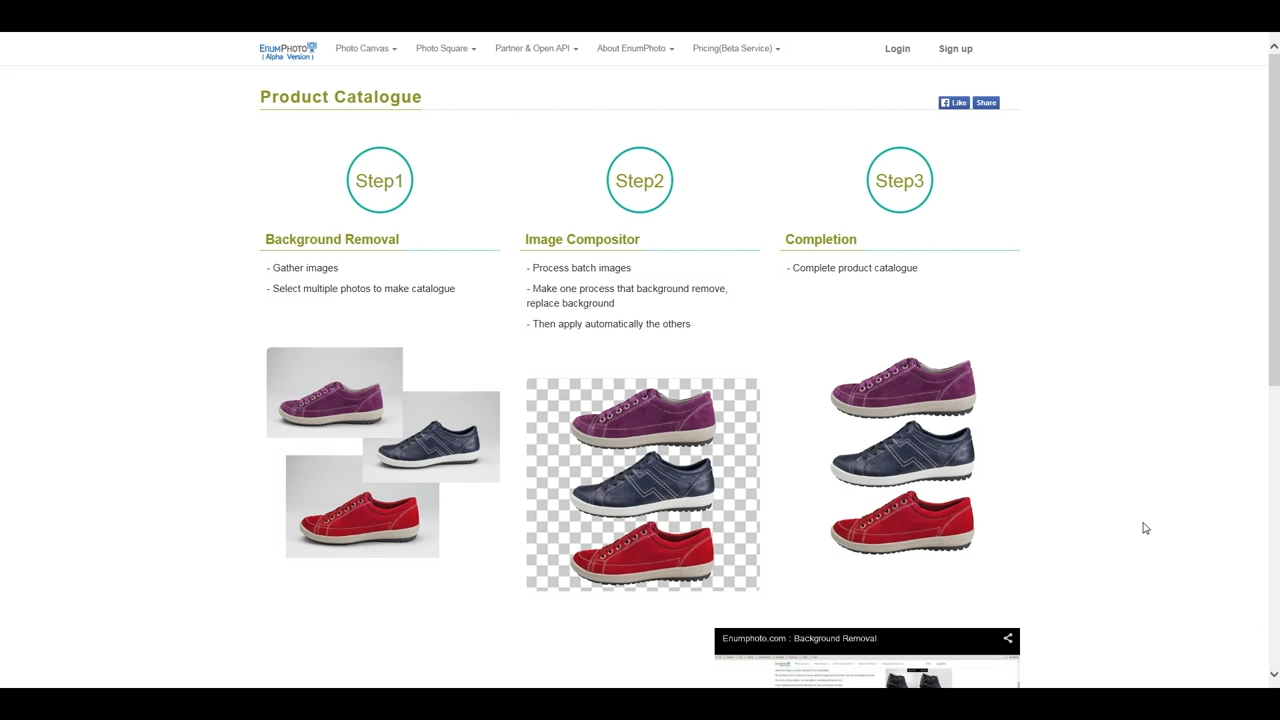 ENUMPHOTO
( Alpha Version )
Photo Canvas
Photo Square
Partner & Open API
About EnumPhoto
Pricing(Beta Service)
Login
Sign up
Product Catalogue
Like
Share
Step1
Background Removal
- Gather images
- Select multiple photos to make catalogue
Step2
Image Compositor
- Process batch images
- Make one process that background remove,
replace background
- Then apply automatically the others
Step3
Completion
- Complete product catalogue
Enumphoto.com : Background Removal